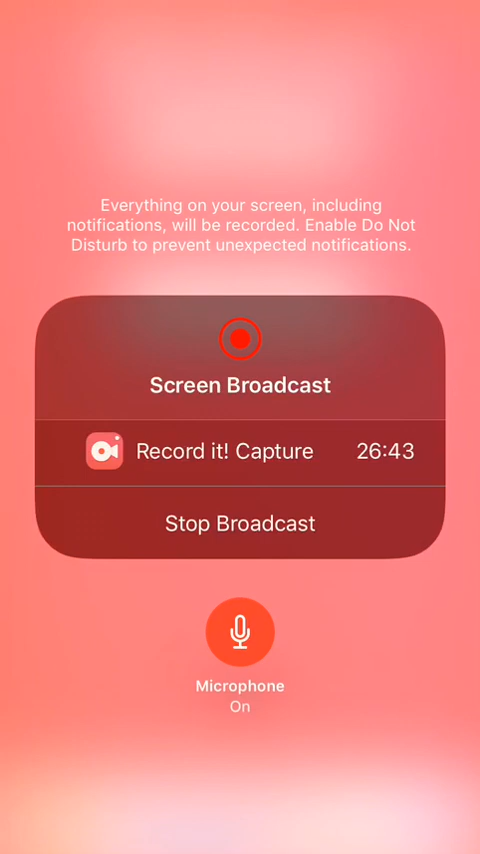 Everything on your screen, including
notifications, will be recorded. Enable Do Not
Disturb to prevent unexpected notifications.
Screen Broadcast
Record it! Capture 26:43
Stop Broadcast
Microphone
On